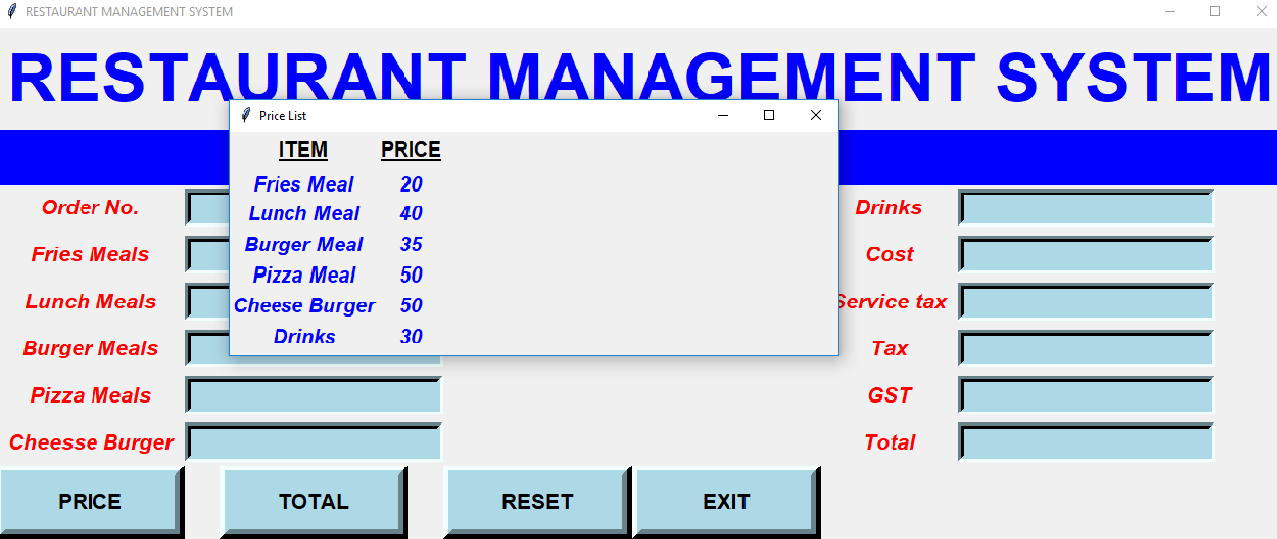 RESTAURANT MANAGEMENT SYSTEM
RESTAURANT MANAGEMENT SYSTEM
Price List
ITEM PRICE
Fries Meal 20
Lunch Meal 40
Burger Meal 35
Pizza Meal 50
Cheese Burger 50
Drinks 30
Order No.
Fries Meals
Lunch Meals
Burger Meals
Pizza Meals
Cheesse Burger
Drinks
Cost
Service tax
Tax
GST
Total
PRICE TOTAL RESET EXIT